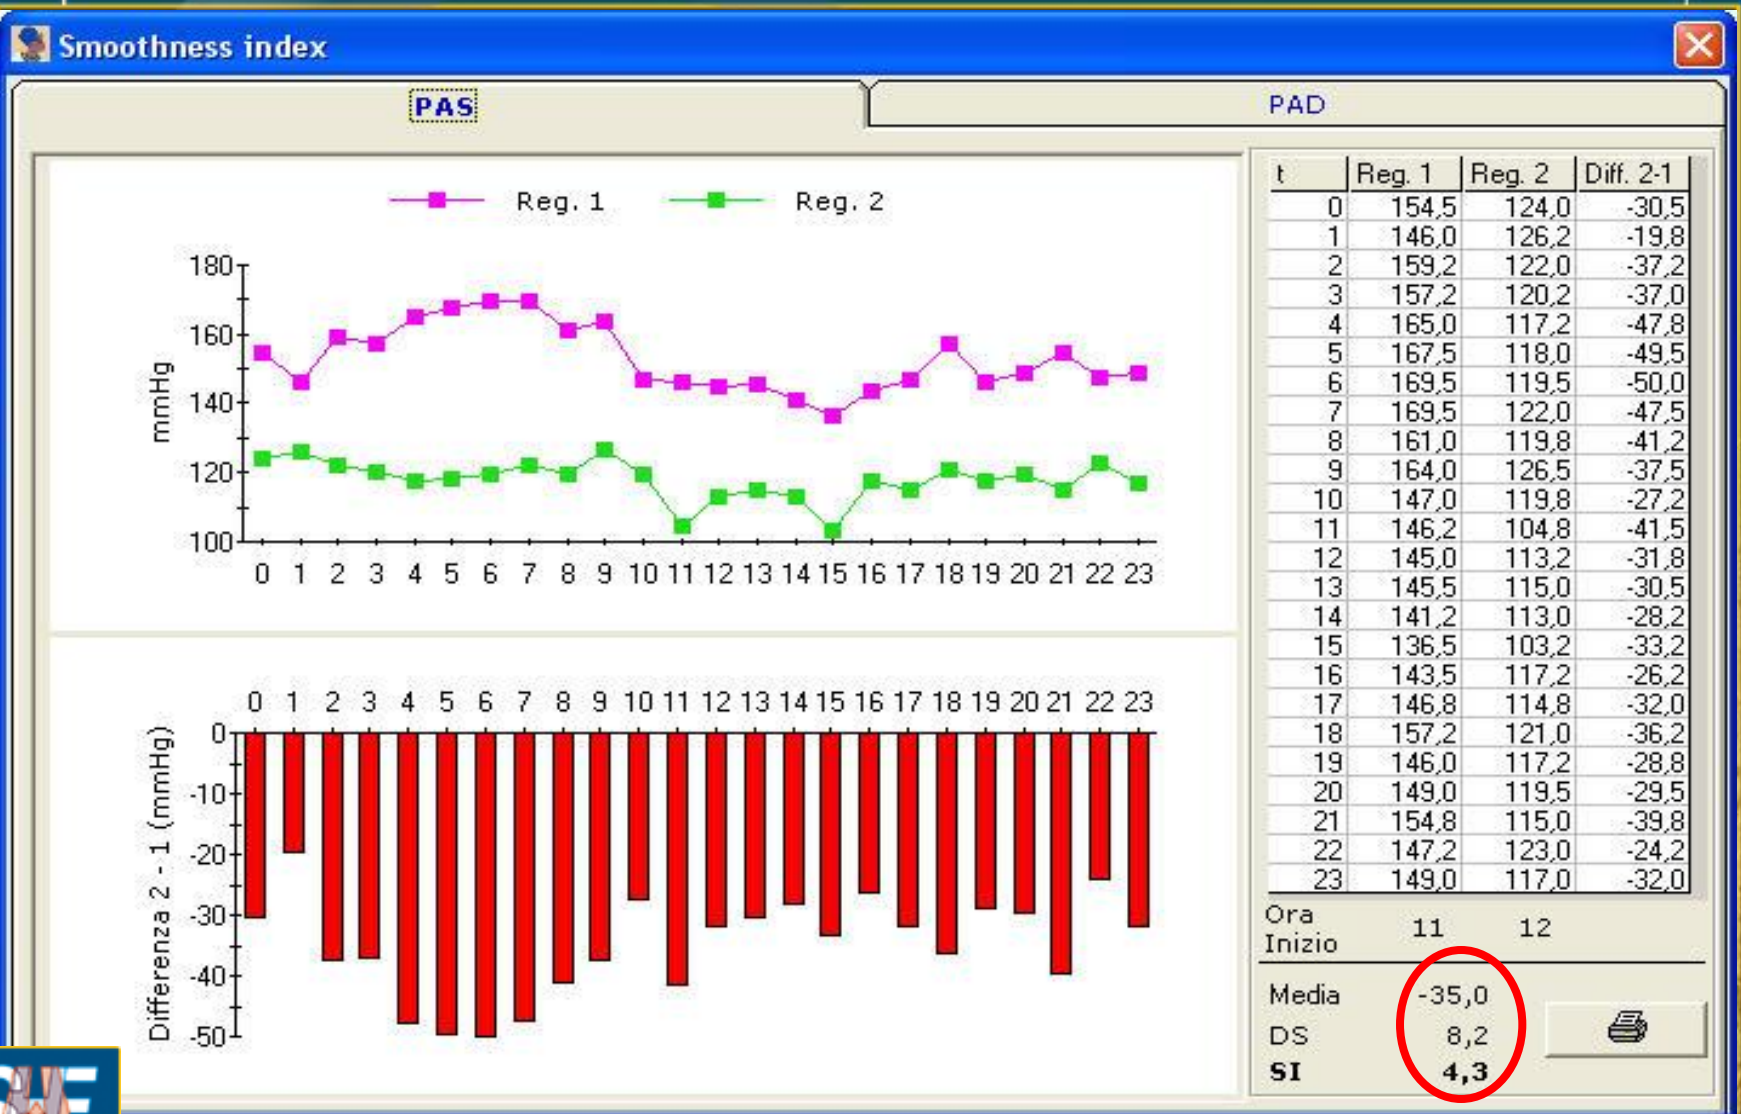 Smoothness index
PAS
PAD
Reg. 1 Reg. 2
mmHg
180
160
140
120
100
0 1 2 3 4 5 6 7 8 9 10 11 12 13 14 15 16 17 18 19 20 21 22 23
0 1 2 3 4 5 6 7 8 9 10 11 12 13 14 15 16 17 18 19 20 21 22 23
Differenza 2 - 1 (mmHg)
0
-10
-20
-30
-40
-50
t Reg. 1 Reg. 2 Diff. 2-1
0 154,5 124,0 -30,5
1 146,0 126,2 -19,8
2 159,2 122,0 -37,2
3 157,2 120,2 -37,0
4 165,0 117,2 -47,8
5 167,5 118,0 -49,5
6 169,5 119,5 -50,0
7 169,5 122,0 -47,5
8 161,0 119,8 -41,2
9 164,0 126,5 -37,5
10 147,0 119,8 -27,2
11 146,2 104,8 -41,5
12 145,0 113,2 -31,8
13 145,5 115,0 -30,5
14 141,2 113,0 -28,2
15 136,5 103,2 -33,2
16 143,5 117,2 -26,2
17 146,8 114,8 -32,0
18 157,2 121,0 -36,2
19 146,0 117,2 -28,8
20 149,0 119,5 -29,5
21 154,8 115,0 -39,8
22 147,2 123,0 -24,2
23 149,0 117,0 -32,0
Ora
Inizio 11 12
Media -35,0
DS 8,2
SI 4,3